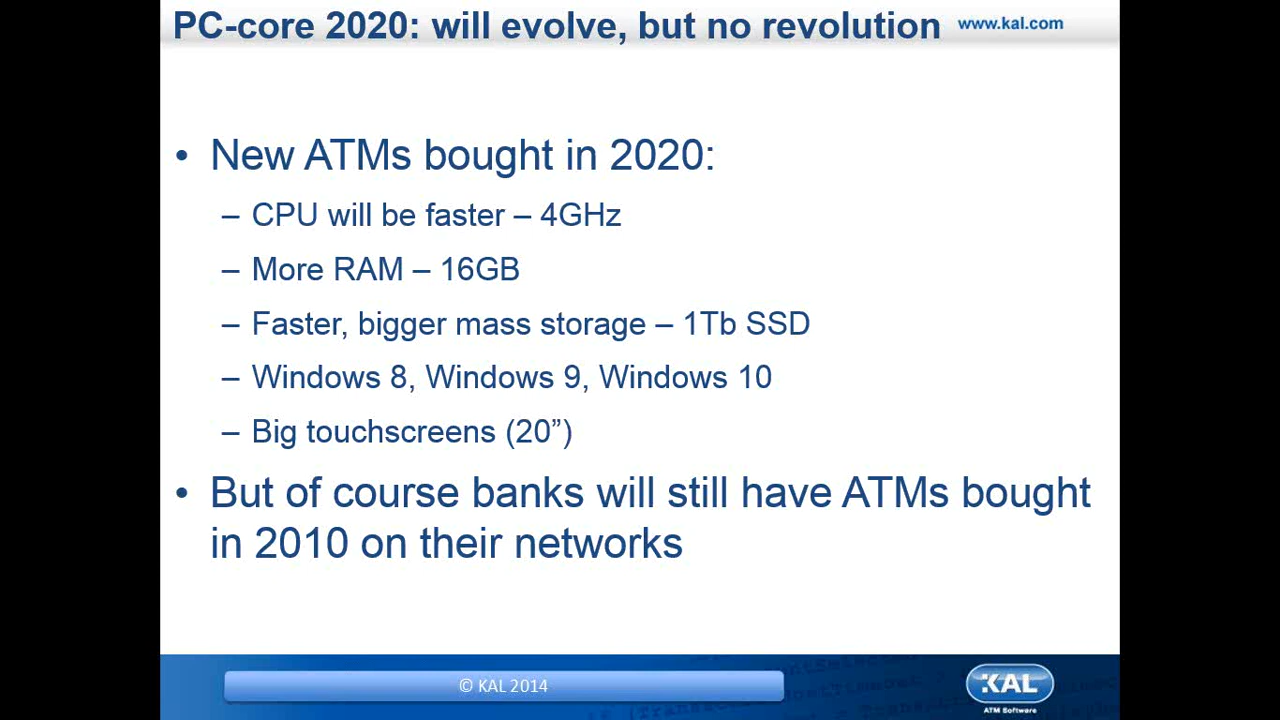 PC-core 2020: will evolve, but no revolution www.kal.com
• New ATMs bought in 2020:
– CPU will be faster – 4GHz
– More RAM – 16GB
– Faster, bigger mass storage – 1Tb SSD
– Windows 8, Windows 9, Windows 10
– Big touchscreens (20”)
• But of course banks will still have ATMs bought
in 2010 on their networks
© KAL 2014
KAL
ATM Software